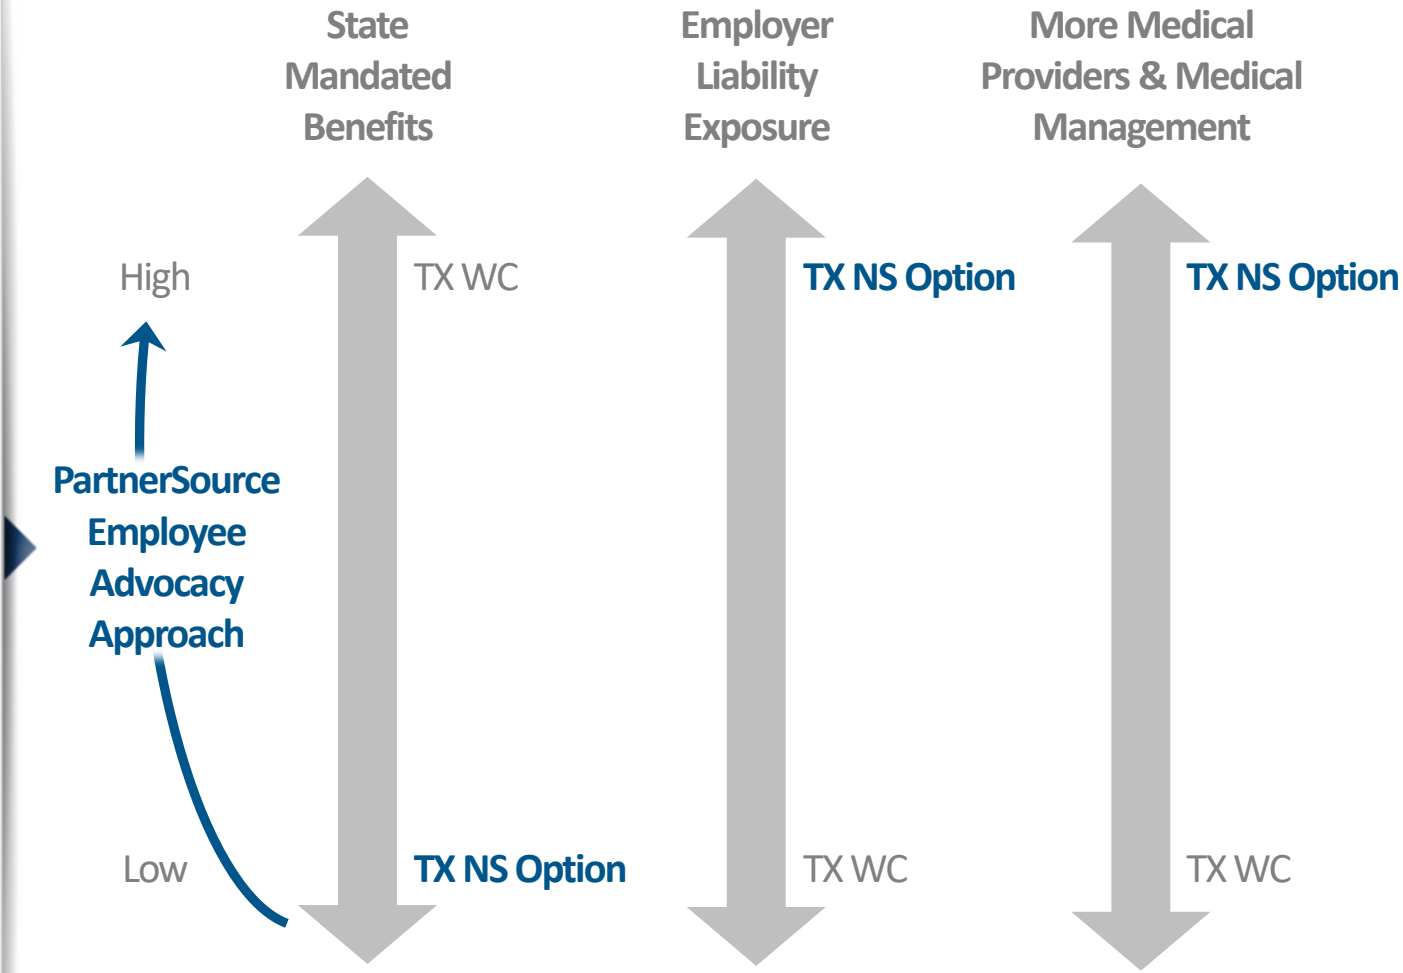 State
Mandated
Benefits
Employer
Liability
Exposure
More Medical
Providers & Medical
Management
High
TX WC
TX NS Option
TX NS Option
PartnerSource
Employee
Advocacy
Approach
Low
TX NS Option
TX WC
TX WC